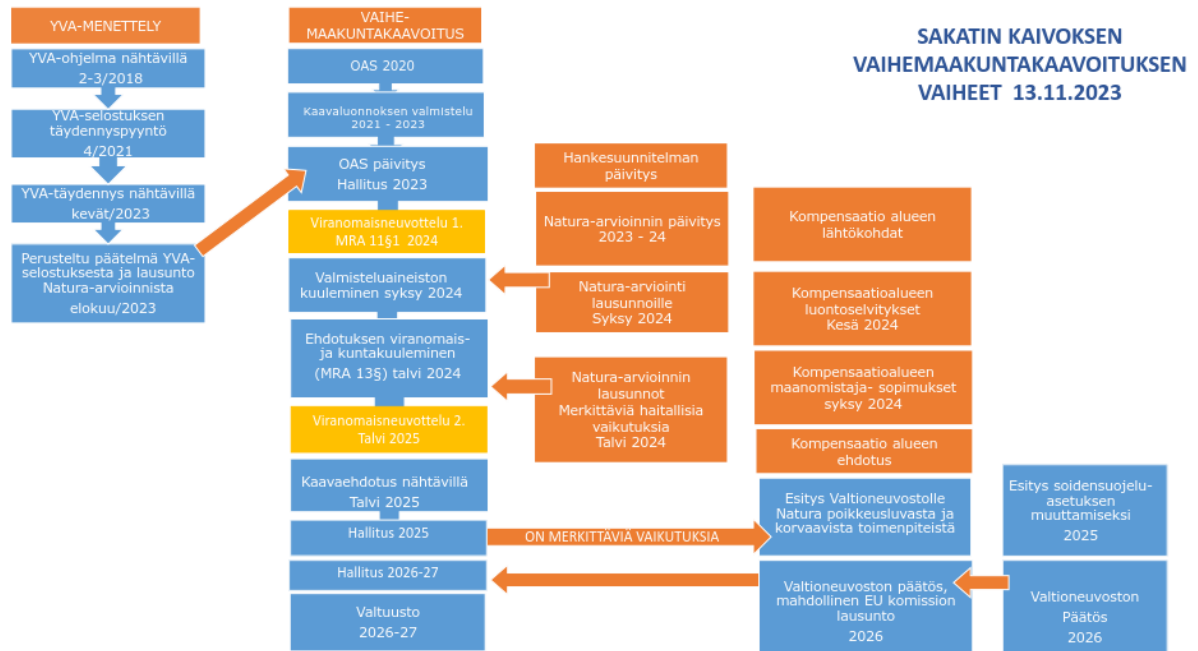 YVA-MENETTELY
YVA-ohjelma nähtävillä
2-3/2018
YVA-selostuksen
täydennyspyyntö
4/2021
YVA-täydennys nähtävillä
kevät/2023
Perusteltu päätelmä YVA-
selostuksesta ja lausunto
Natura-arvioinnista
elokuu/2023
VAIHE-
MAAKUNTAKAAVOITUS
OAS 2020
Kaavaluonnoksen valmistelu
2021 - 2023
OAS päivitys
Hallitus 2023
Viranomaisneuvottelu 1.
MRA 11§1 2024
Valmisteluaineiston
kuuleminen syksy 2024
Ehdotuksen viranomais-
ja kuntakuuleminen
(MRA 13§) talvi 2024
Viranomaisneuvottelu 2.
Talvi 2025
Kaavaehdotus nähtävillä
Talvi 2025
Hallitus 2025
Hallitus 2026-27
Valtuusto
2026-27
Hankesuunnitelman
päivitys
Natura-arvioinnin päivitys
2023 - 24
Natura-arviointi
lausunnoille
Syksy 2024
Natura-arvioinnin
lausunnot
Merkittäviä haitallisia
vaikutuksia
Talvi 2024
ON MERKITTÄVIÄ VAIKUTUKSIA
SAKATIN KAIVOKSEN
VAIHEMAAKUNTAKAAVOITUKSEN
VAIHEET 13.11.2023
Kompensaatio alueen
lähtökohdat
Kompensaatioalueen
luontoselvitykset
Kesä 2024
Kompensaatioalueen
maanomistaja- sopimukset
syksy 2024
Kompensaatio alueen
ehdotus
Esitys Valtioneuvostolle
Natura poikkeusluvasta ja
korvaavista toimenpiteistä
Valtioneuvoston päätös,
mahdollinen EU komission
lausunto
2026
Esitys soidensuojelu-
asetuksen
muuttamiseksi
2025
Valtioneuvoston
Päätös
2026